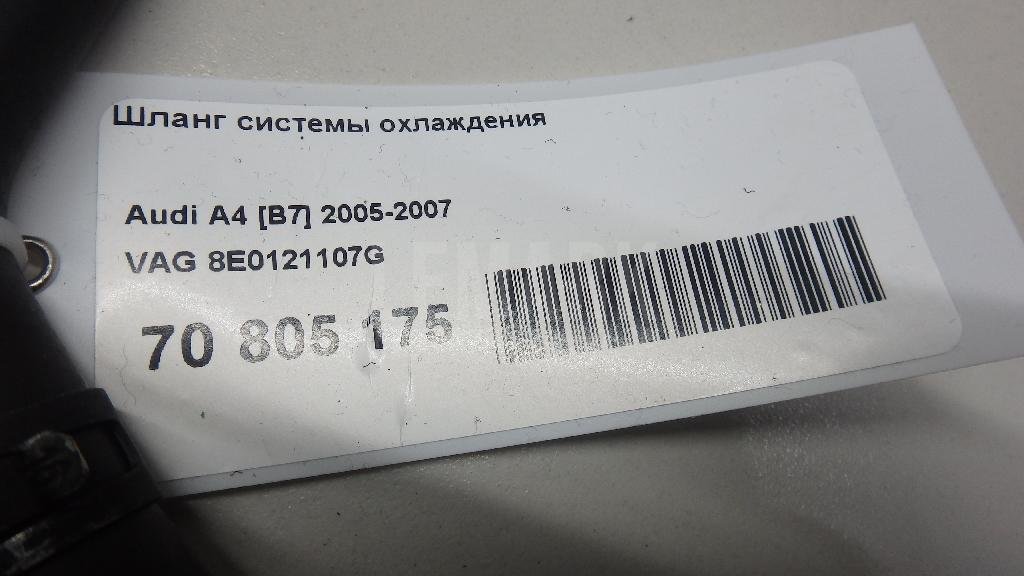 Шланг системы охлаждения
Audi A4 [B7] 2005-2007
VAG 8E0121107G
70 805 175